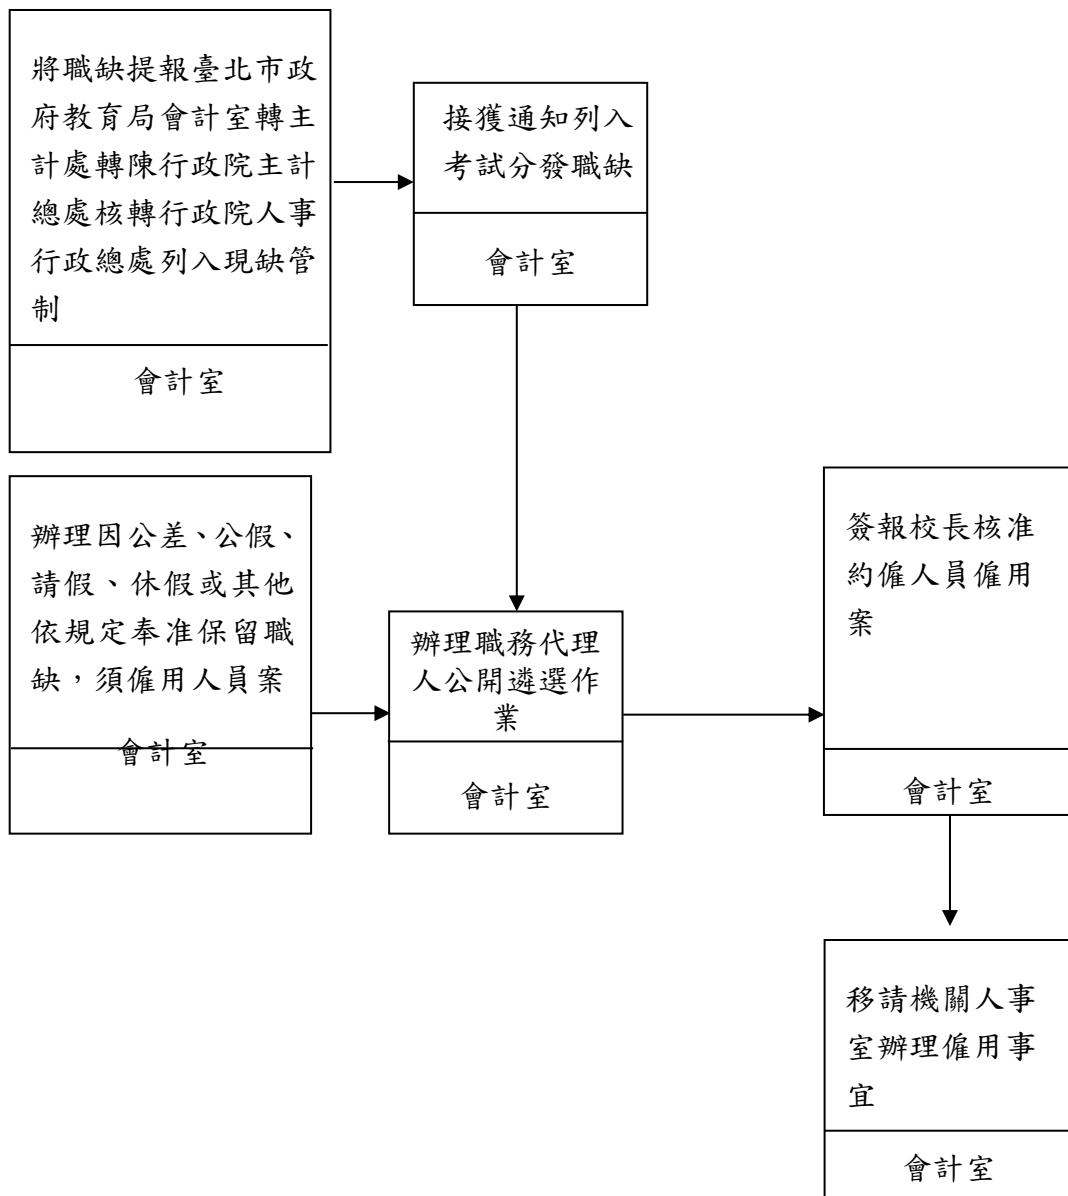 將職缺提報臺北市政
府教育局會計室轉主
計處轉陳行政院主計
總處核轉行政院人事
行政總處列入現缺管
制
會計室
接獲通知列入
考試分發職缺
會計室
辦理因公差、公假、
請假、休假或其他
依規定奉准保留職
缺，須僱用人員案
會計室
辦理職務代理
人公開遴選作
業
會計室
簽報校長核准
約僱人員僱用
案
會計室
移請機關人事
室辦理僱用事
宜
會計室